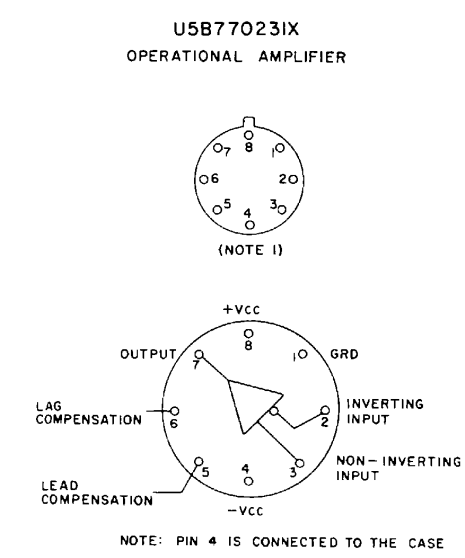 U5B770231X
OPERATIONAL AMPLIFIER
8
7
1
6
2
5
3
4
(NOTE 1)
+VCC
8
OUTPUT
7
1
GRD
LAG
COMPENSATION
6
INVERTING
INPUT
2
5
4
3
NON-INVERTING
INPUT
LEAD
COMPENSATION
-VCC
NOTE: PIN 4 IS CONNECTED TO THE CASE